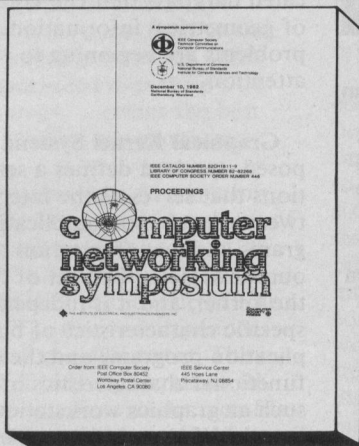 A symposium sponsored by
IEEE Computer Society
Technical Committee on
Computer Communications
U.S. Department of Commerce
National Bureau of Standards
Institute for Computer Sciences and Technology
December 10, 1982
National Bureau of Standards
Gaithersburg, Maryland
IEEE CATALOG NUMBER 82CH1811-9
LIBRARY OF CONGRESS NUMBER 82-82389
IEEE COMPUTER SOCIETY ORDER NUMBER 448
PROCEEDINGS
computer
networking
symposium
THE INSTITUTE OF ELECTRICAL AND ELECTRONICS ENGINEERS, INC.
Order from: IEEE Computer Society
Post Office Box 80452
Worldway Postal Center
Los Angeles, CA 90080
IEEE Service Center
445 Hoes Lane
Piscataway, NJ 08854